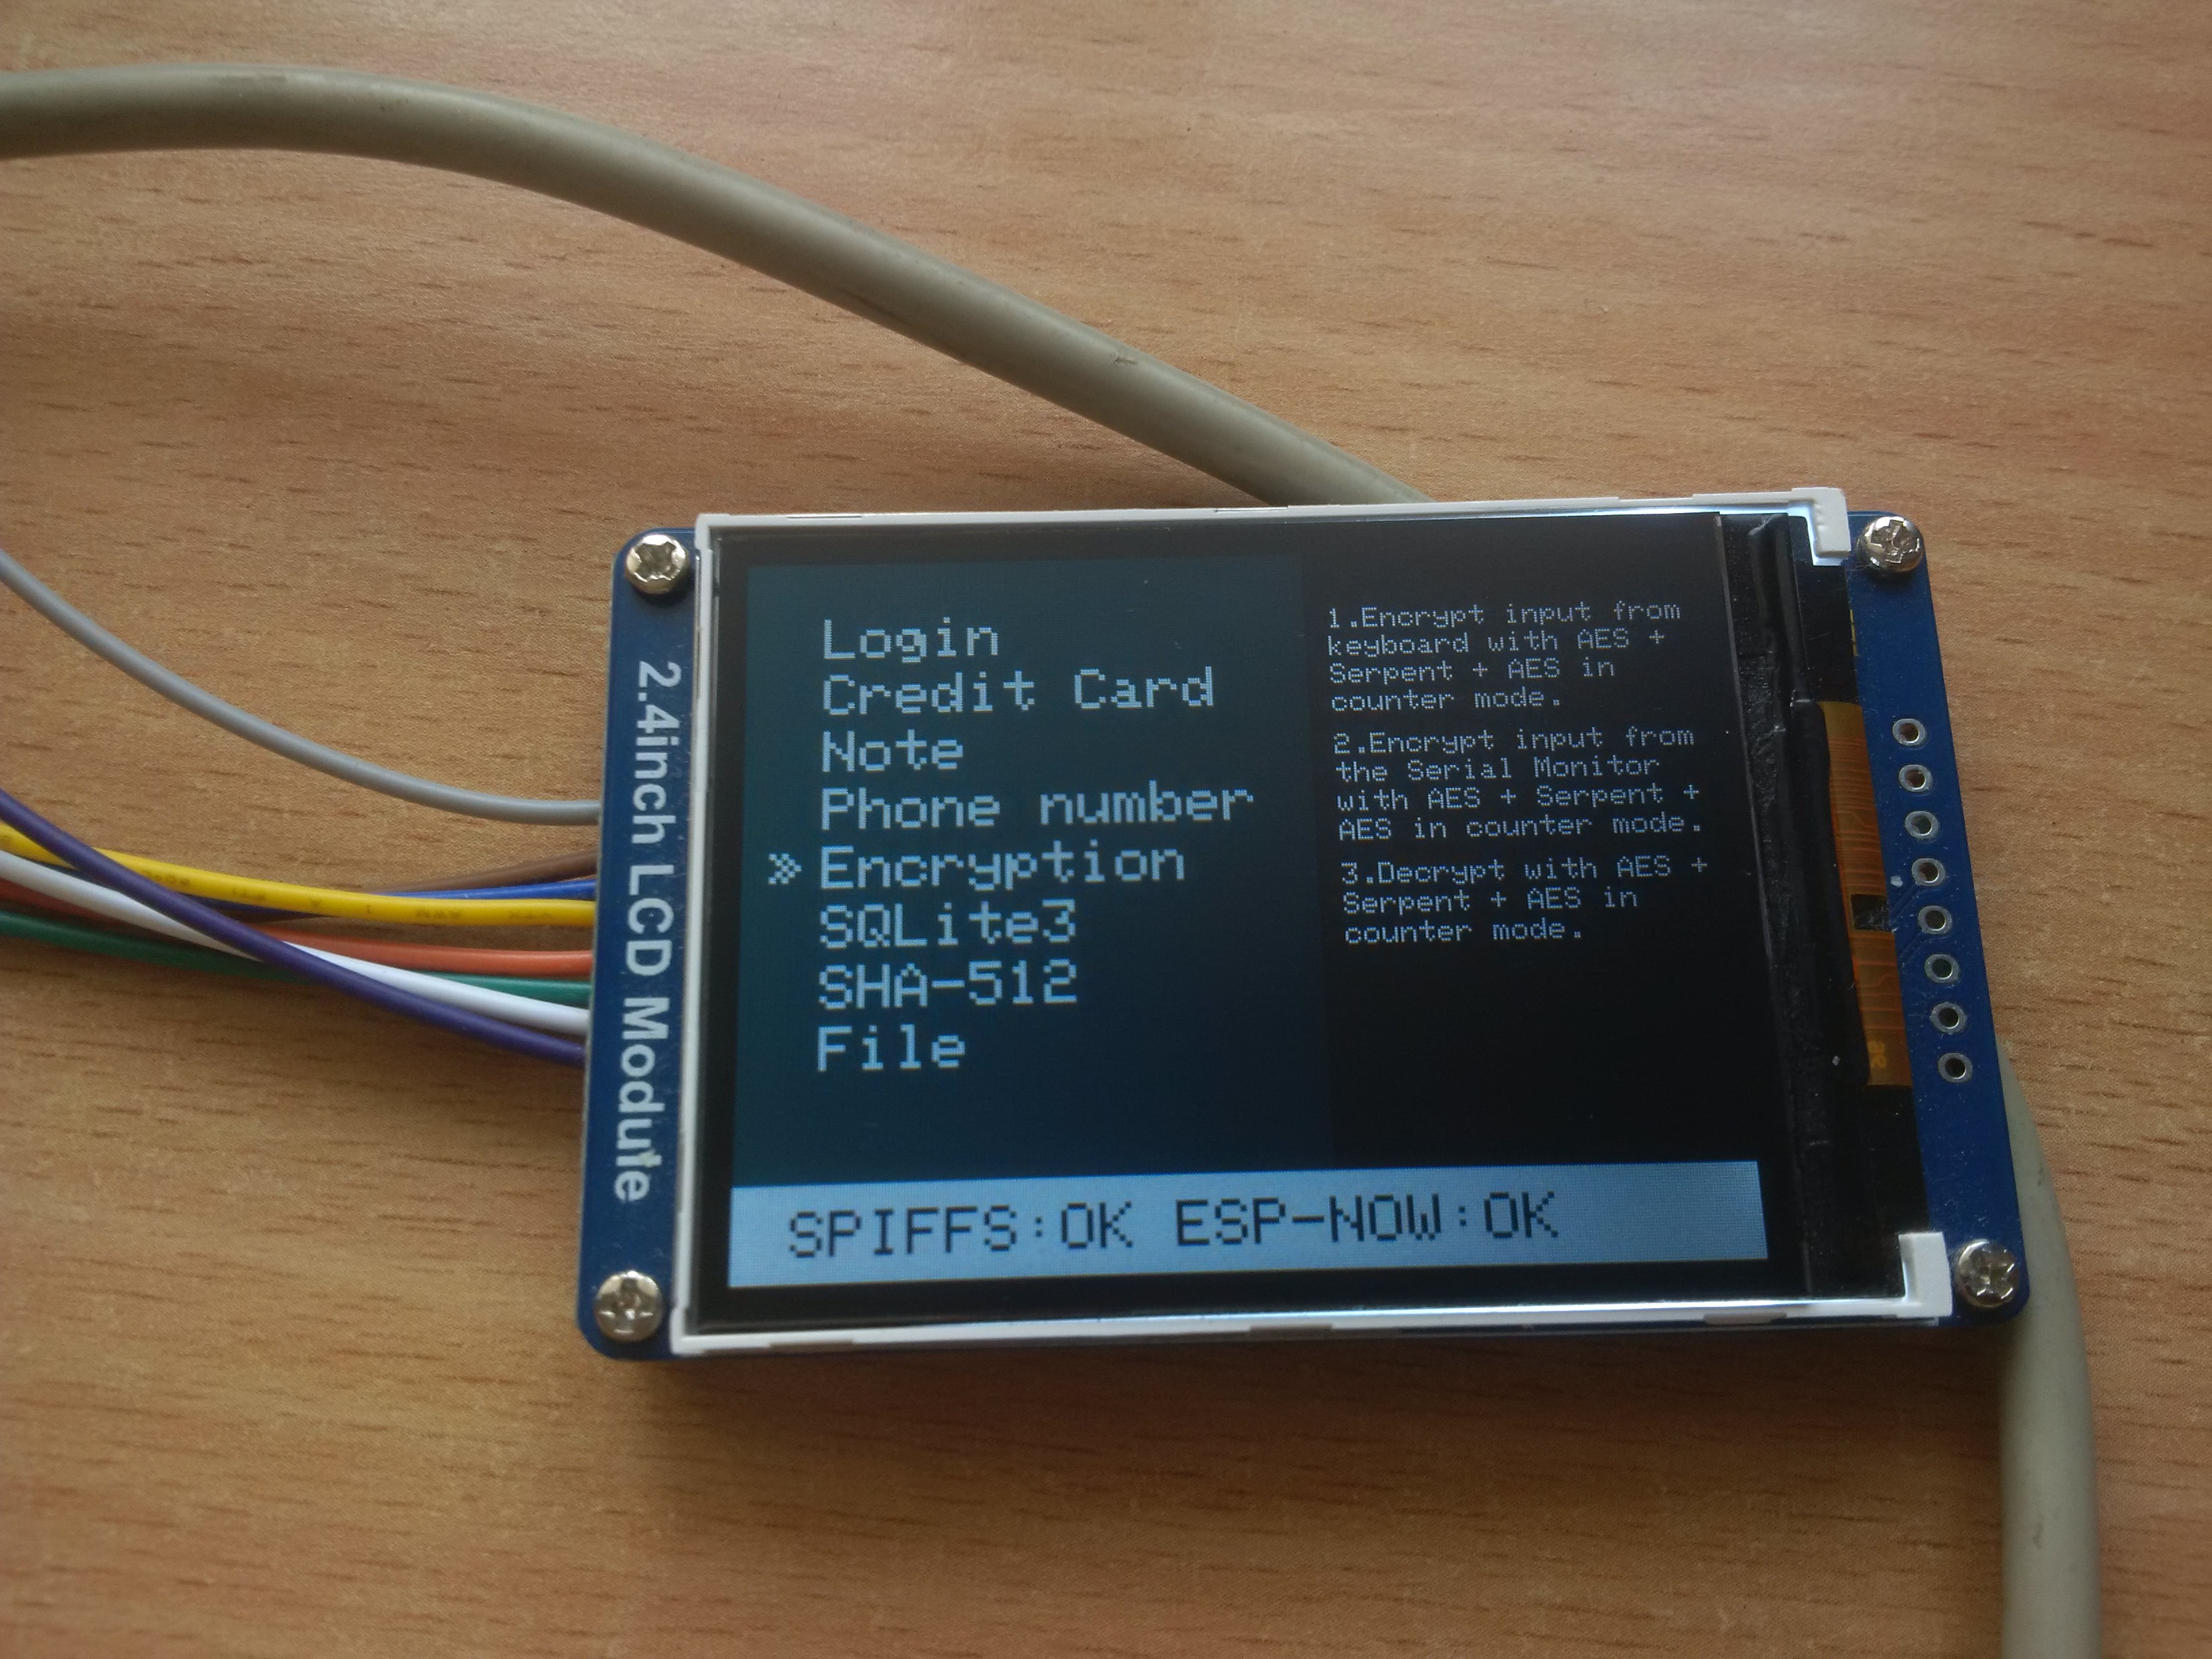 2.4inch LCD Module
Login
Credit Card
Note
Phone number
» Encryption
SQLite3
SHA-512
File
1.Encrypt input from
keyboard with AES +
Serpent + AES in
counter mode.
2.Encrypt input from
the Serial Monitor
with AES + Serpent +
AES in counter mode.
3.Decrypt with AES +
Serpent + AES in
counter mode.
SPIFFS:OK ESP-NOW:OK